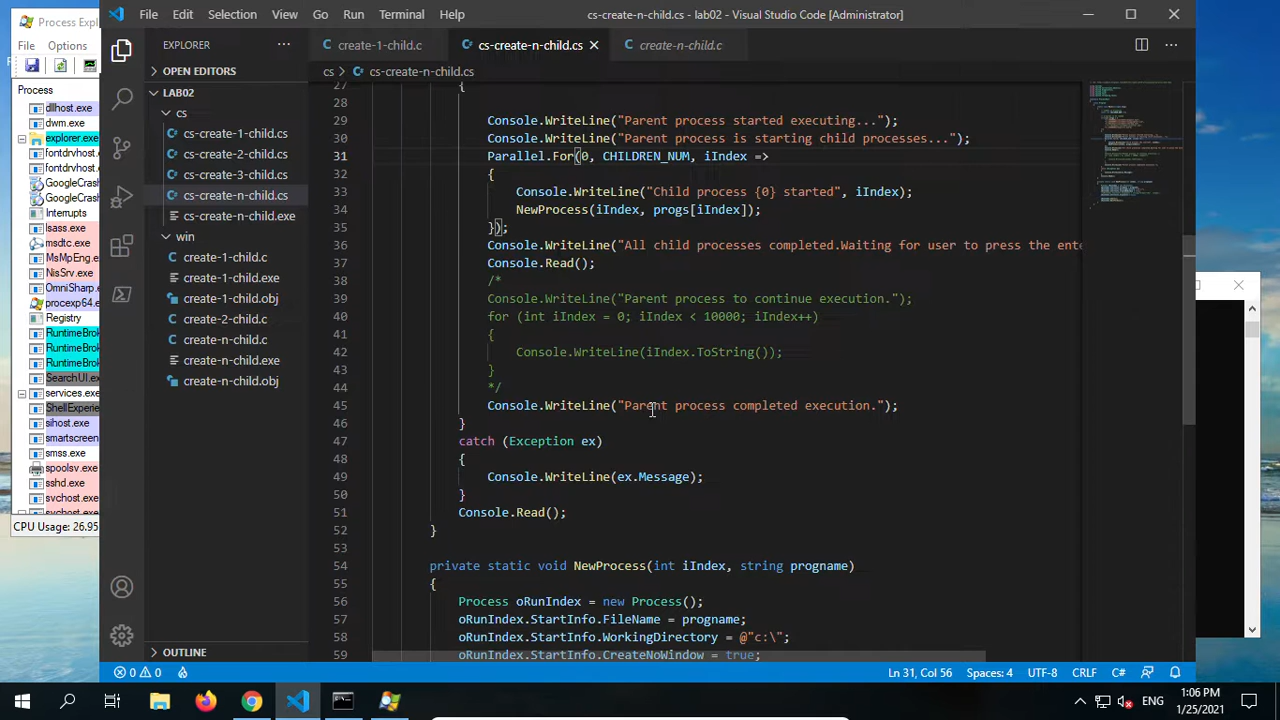 Process Expl
File Options
Process
dllhost.exe
dwm.exe
explorer.exe
fontdrvhost.exe
fontdrvhost.exe
GoogleCrash
GoogleCrash
Interrupts
lsass.exe
msdtc.exe
MsMpEng.exe
NisSrv.exe
OmniSharp.exe
procexp64.exe
Registry
RuntimeBrok
RuntimeBrok
RuntimeBrok
SearchUI.exe
services.exe
ShellExperie
sihost.exe
smartscreen
smss.exe
spoolsv.exe
sshd.exe
svchost.exe
svchost.exe
CPU Usage: 26.95
File Edit Selection View Go Run Terminal Help
cs-create-n-child.cs - lab02 - Visual Studio Code [Administrator]
EXPLORER
OPEN EDITORS
LAB02
cs
cs-create-1-child.cs
cs-create-2-child.cs
cs-create-3-child.cs
cs-create-n-child.cs
cs-create-n-child.exe
win
create-1-child.c
create-1-child.exe
create-1-child.obj
create-2-child.c
create-n-child.c
create-n-child.exe
create-n-child.obj
OUTLINE
create-1-child.c cs-create-n-child.cs create-n-child.c
cs > cs-create-n-child.cs
27 {
28
29 Console.WriteLine("Parent process started executing...");
30 Console.WriteLine("Parent process is starting child processes...");
31 Parallel.For(0, CHILDREN_NUM, iIndex =>
32 {
33 Console.WriteLine("Child process {0} started", iIndex);
34 NewProcess(iIndex, progs[iIndex]);
35 });
36 Console.WriteLine("All child processes completed.Waiting for user to press the ente
37 Console.Read();
38 /*
39 Console.WriteLine("Parent process to continue execution.");
40 for (int iIndex = 0; iIndex < 10000; iIndex++)
41 {
42 Console.WriteLine(iIndex.ToString());
43 }
44 */
45 Console.WriteLine("Parent process completed execution.");
46 }
47 catch (Exception ex)
48 {
49 Console.WriteLine(ex.Message);
50 }
51 Console.Read();
52 }
53
54 private static void NewProcess(int iIndex, string progname)
55 {
56 Process oRunIndex = new Process();
57 oRunIndex.StartInfo.FileName = progname;
58 oRunIndex.StartInfo.WorkingDirectory = @"c:\";
59 oRunIndex.StartInfo.CreateNoWindow = true;
0 0 Ln 31, Col 56 Spaces: 4 UTF-8 CRLF C#
ENG
1:06 PM
1/25/2021